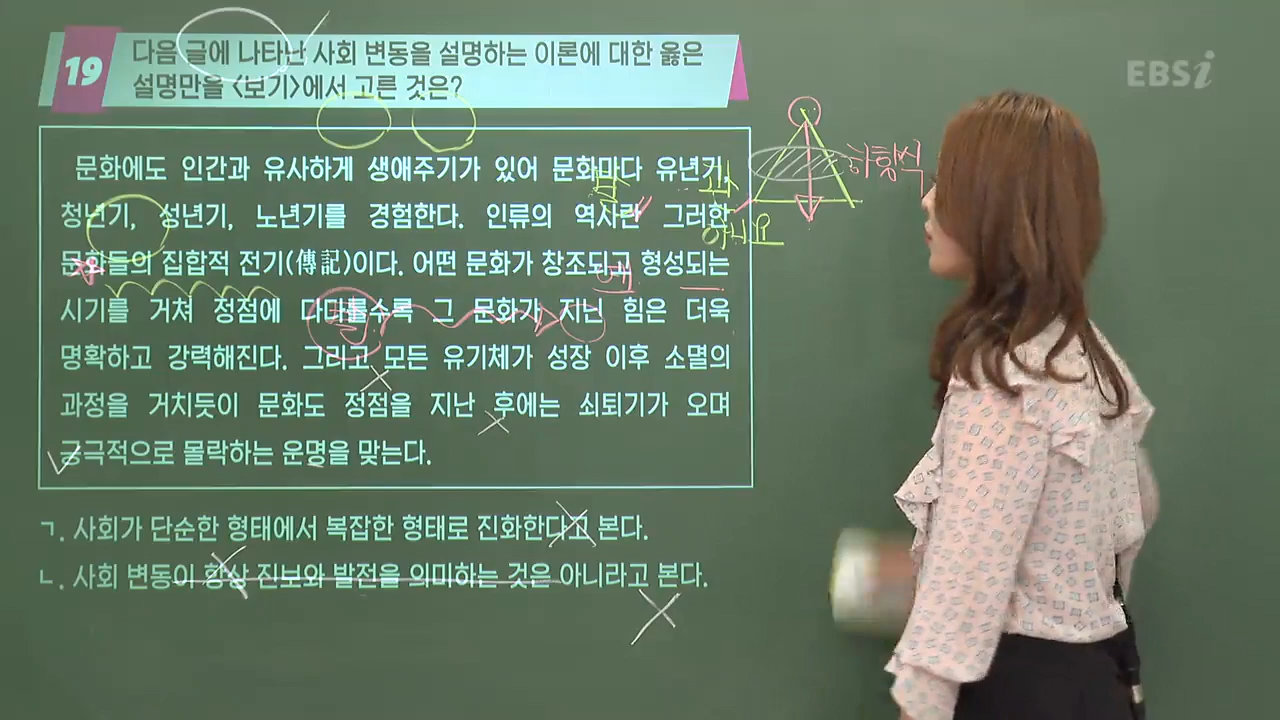 19
다음 글에 나타난 사회 변동을 설명하는 이론에 대한 옳은
설명만을 <보기>에서 고른 것은?
EBSi
문화에도 인간과 유사하게 생애주기가 있어 문화마다 유년기,
청년기, 성년기, 노년기를 경험한다. 인류의 역사란 그러한
문화들의 집합적 전기(傳記)이다. 어떤 문화가 창조되고 형성되는
시기를 거쳐 정점에 다다를수록 그 문화가 지닌 힘은 더욱
명확하고 강력해진다. 그리고 모든 유기체가 성장 이후 소멸의
과정을 거치듯이 문화도 정점을 지난 후에는 쇠퇴기가 오며
궁극적으로 몰락하는 운명을 맞는다.
하향식
아니요
ㄱ. 사회가 단순한 형태에서 복잡한 형태로 진화한다고 본다.
ㄴ. 사회 변동이 항상 진보와 발전을 의미하는 것은 아니라고 본다.